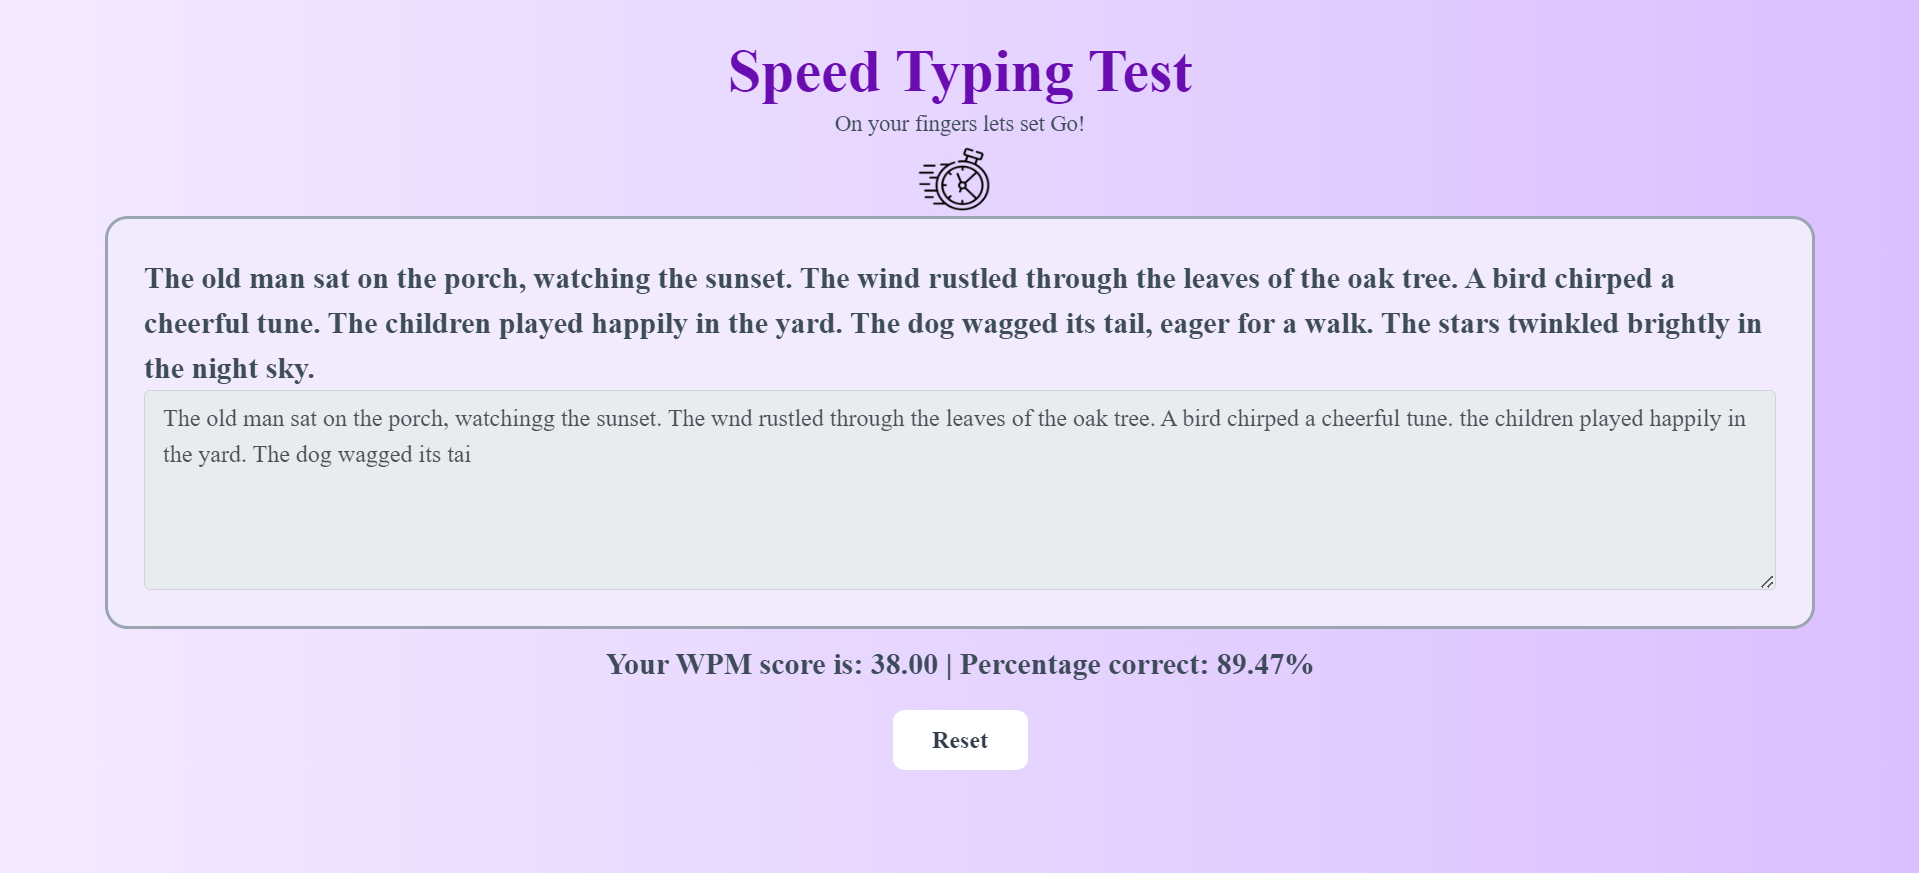 Speed Typing Test
On your fingers lets set Go!
The old man sat on the porch, watching the sunset. The wind rustled through the leaves of the oak tree. A bird chirped a
cheerful tune. The children played happily in the yard. The dog wagged its tail, eager for a walk. The stars twinkled brightly in
the night sky.
The old man sat on the porch, watchingg the sunset. The wnd rustled through the leaves of the oak tree. A bird chirped a cheerful tune. the children played happily in
the yard. The dog wagged its tai
Your WPM score is: 38.00 | Percentage correct: 89.47%
Reset